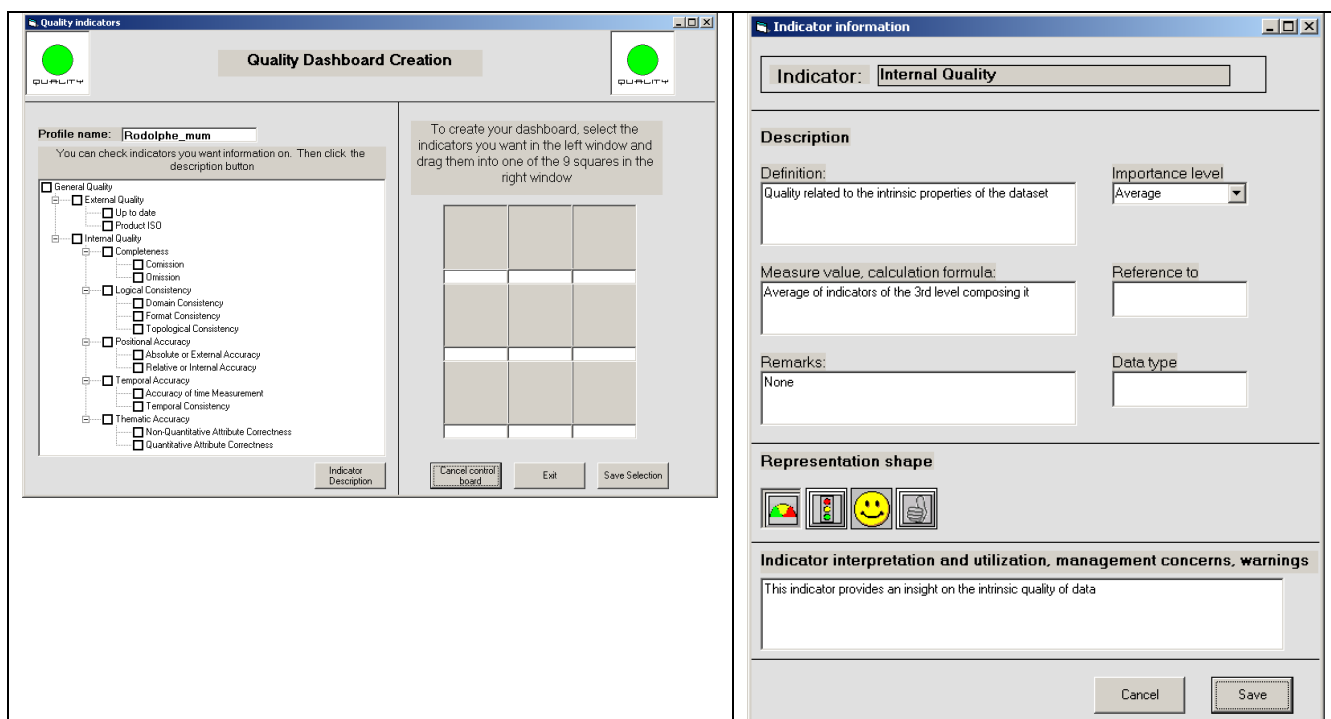 Quality indicators
QUALITY
Quality Dashboard Creation
QUALITY
Profile name: Rodolphe_mum
You can check indicators you want information on. Then click the
description button
General Quality
External Quality
Up to date
Product ISO
Internal Quality
Completeness
Comission
Omission
Logical Consistency
Domain Consistency
Format Consistency
Topological Consistency
Positional Accuracy
Absolute or External Accuracy
Relative or Internal Accuracy
Temporal Accuracy
Accuracy of time Measurement
Temporal Consistency
Thematic Accuracy
Non-Quantitative Attribute Correctness
Quantitative Attribute Correctness
Indicator
Description
To create your dashboard, select the
indicators you want in the left window and
drag them into one of the 9 squares in the
right window
Cancel control
board
Exit
Save Selection
Indicator information
Indicator: Internal Quality
Description
Definition:
Quality related to the intrinsic properties of the dataset
Importance level
Average
Measure value, calculation formula:
Average of indicators of the 3rd level composing it
Reference to
Remarks:
None
Data type
Representation shape
Indicator interpretation and utilization, management concerns, warnings
This indicator provides an insight on the intrinsic quality of data
Cancel
Save